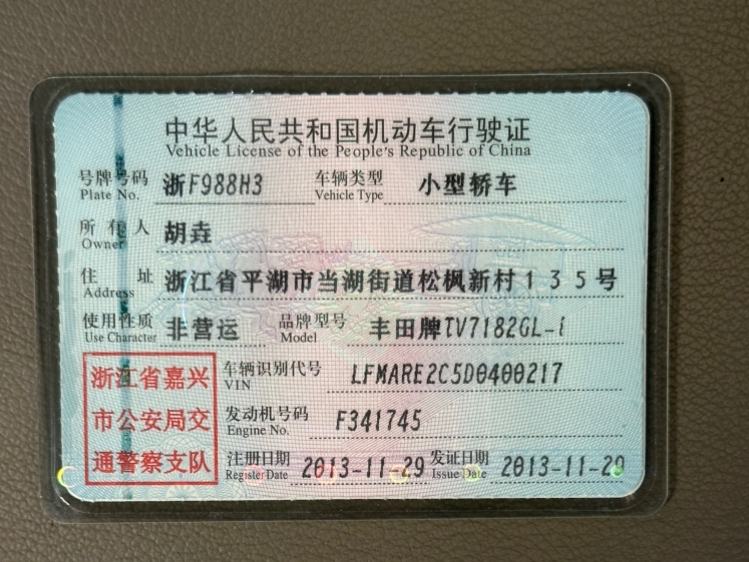 中华人民共和国机动车行驶证
Vehicle License of the People's Republic of China
号牌号码 浙F988H3 车辆类型 小型轿车
Plate No. Vehicle Type
所有人 胡垚
Owner
住址 浙江省平湖市当湖街道松枫新村135号
Address
使用性质 非营运 品牌型号 丰田牌TV7182GL-i
Use Character Model
浙江省嘉兴
市公安局交
通警察支队
车辆识别代号 LFMARE2C5D0400217
VIN
发动机号码 F341745
Engine No.
注册日期 2013-11-29 发证日期 2013-11-29
Register Date Issue Date